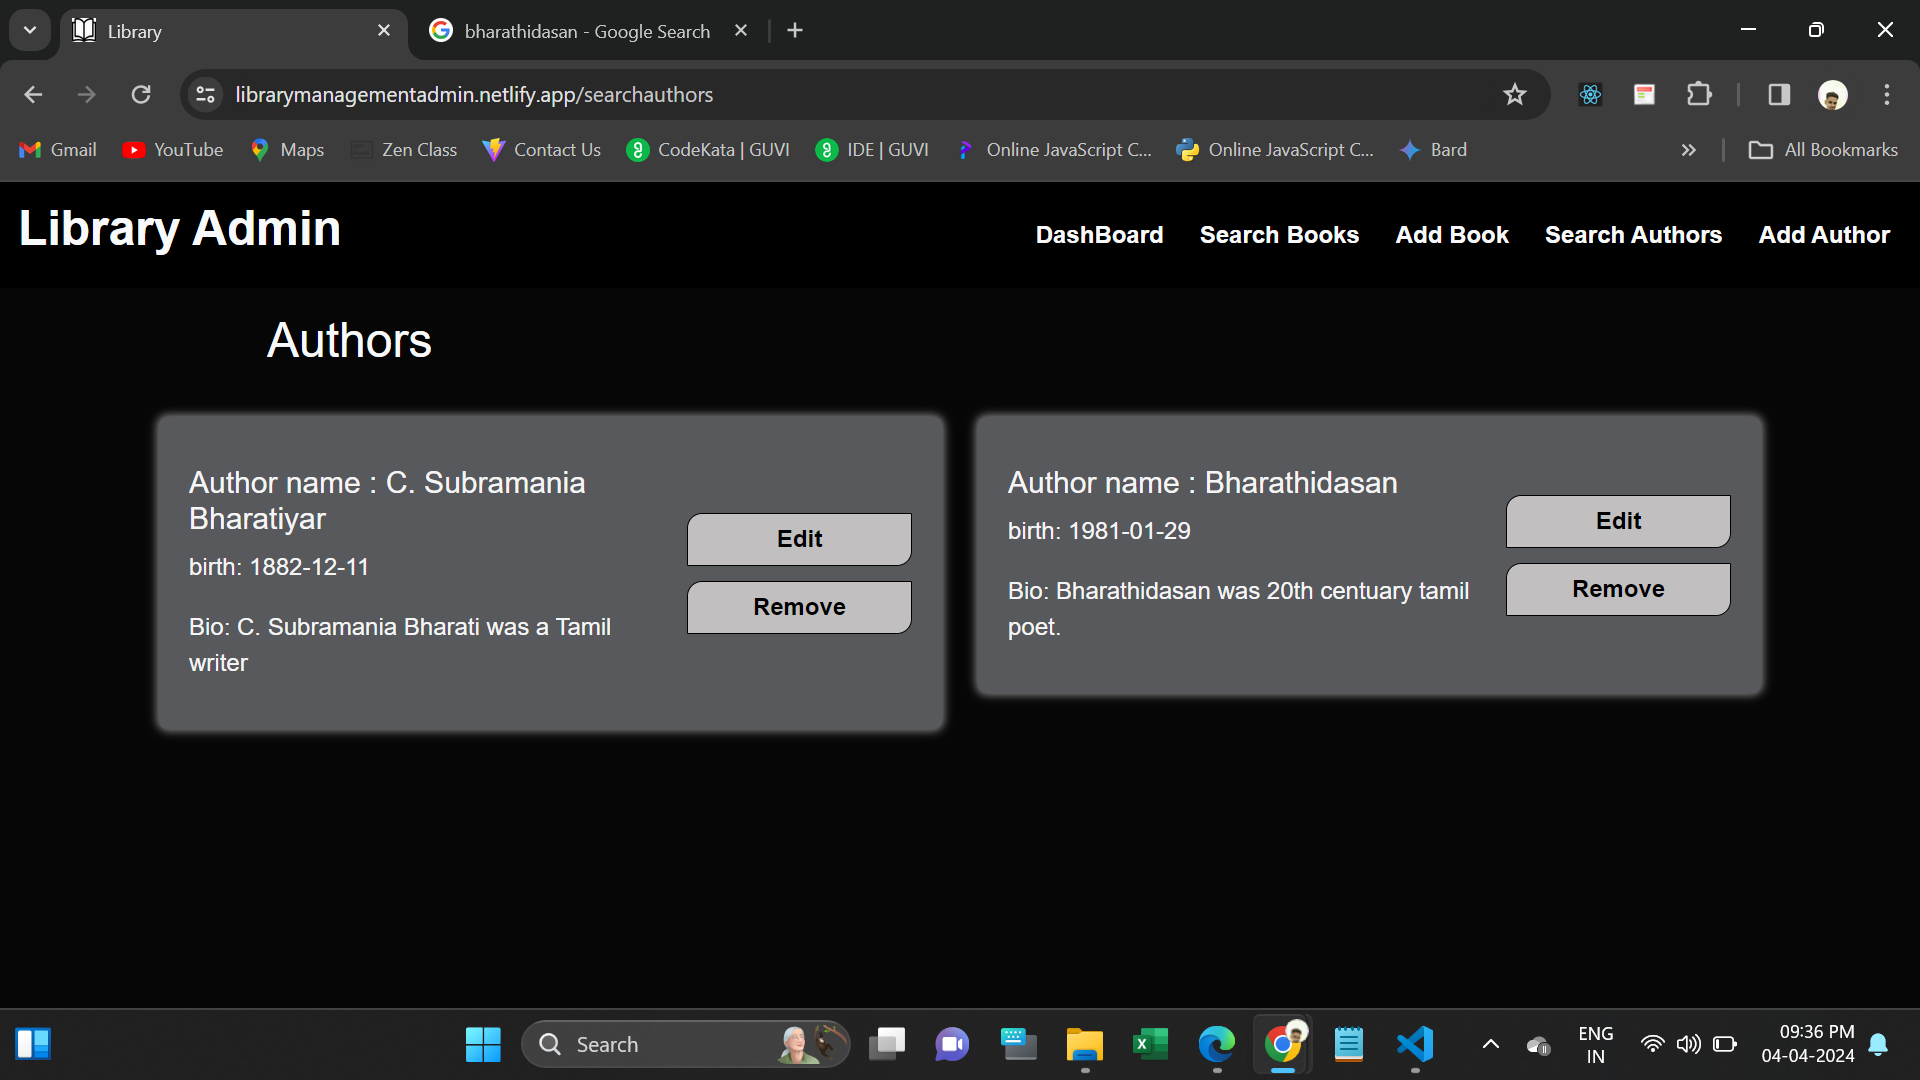 Library
bharathidasan - Google Search
librarymanagementadmin.netlify.app/searchauthors
Gmail YouTube Maps Zen Class Contact Us CodeKata | GUVI IDE | GUVI Online JavaScript C... Online JavaScript C... Bard » All Bookmarks
Library Admin
DashBoard Search Books Add Book Search Authors Add Author
Authors
Author name : C. Subramania
Bharatiyar
birth: 1882-12-11
Bio: C. Subramania Bharati was a Tamil
writer
Edit
Remove
Author name : Bharathidasan
birth: 1981-01-29
Bio: Bharathidasan was 20th centuary tamil
poet.
Edit
Remove
Search
ENG
IN
09:36 PM
04-04-2024